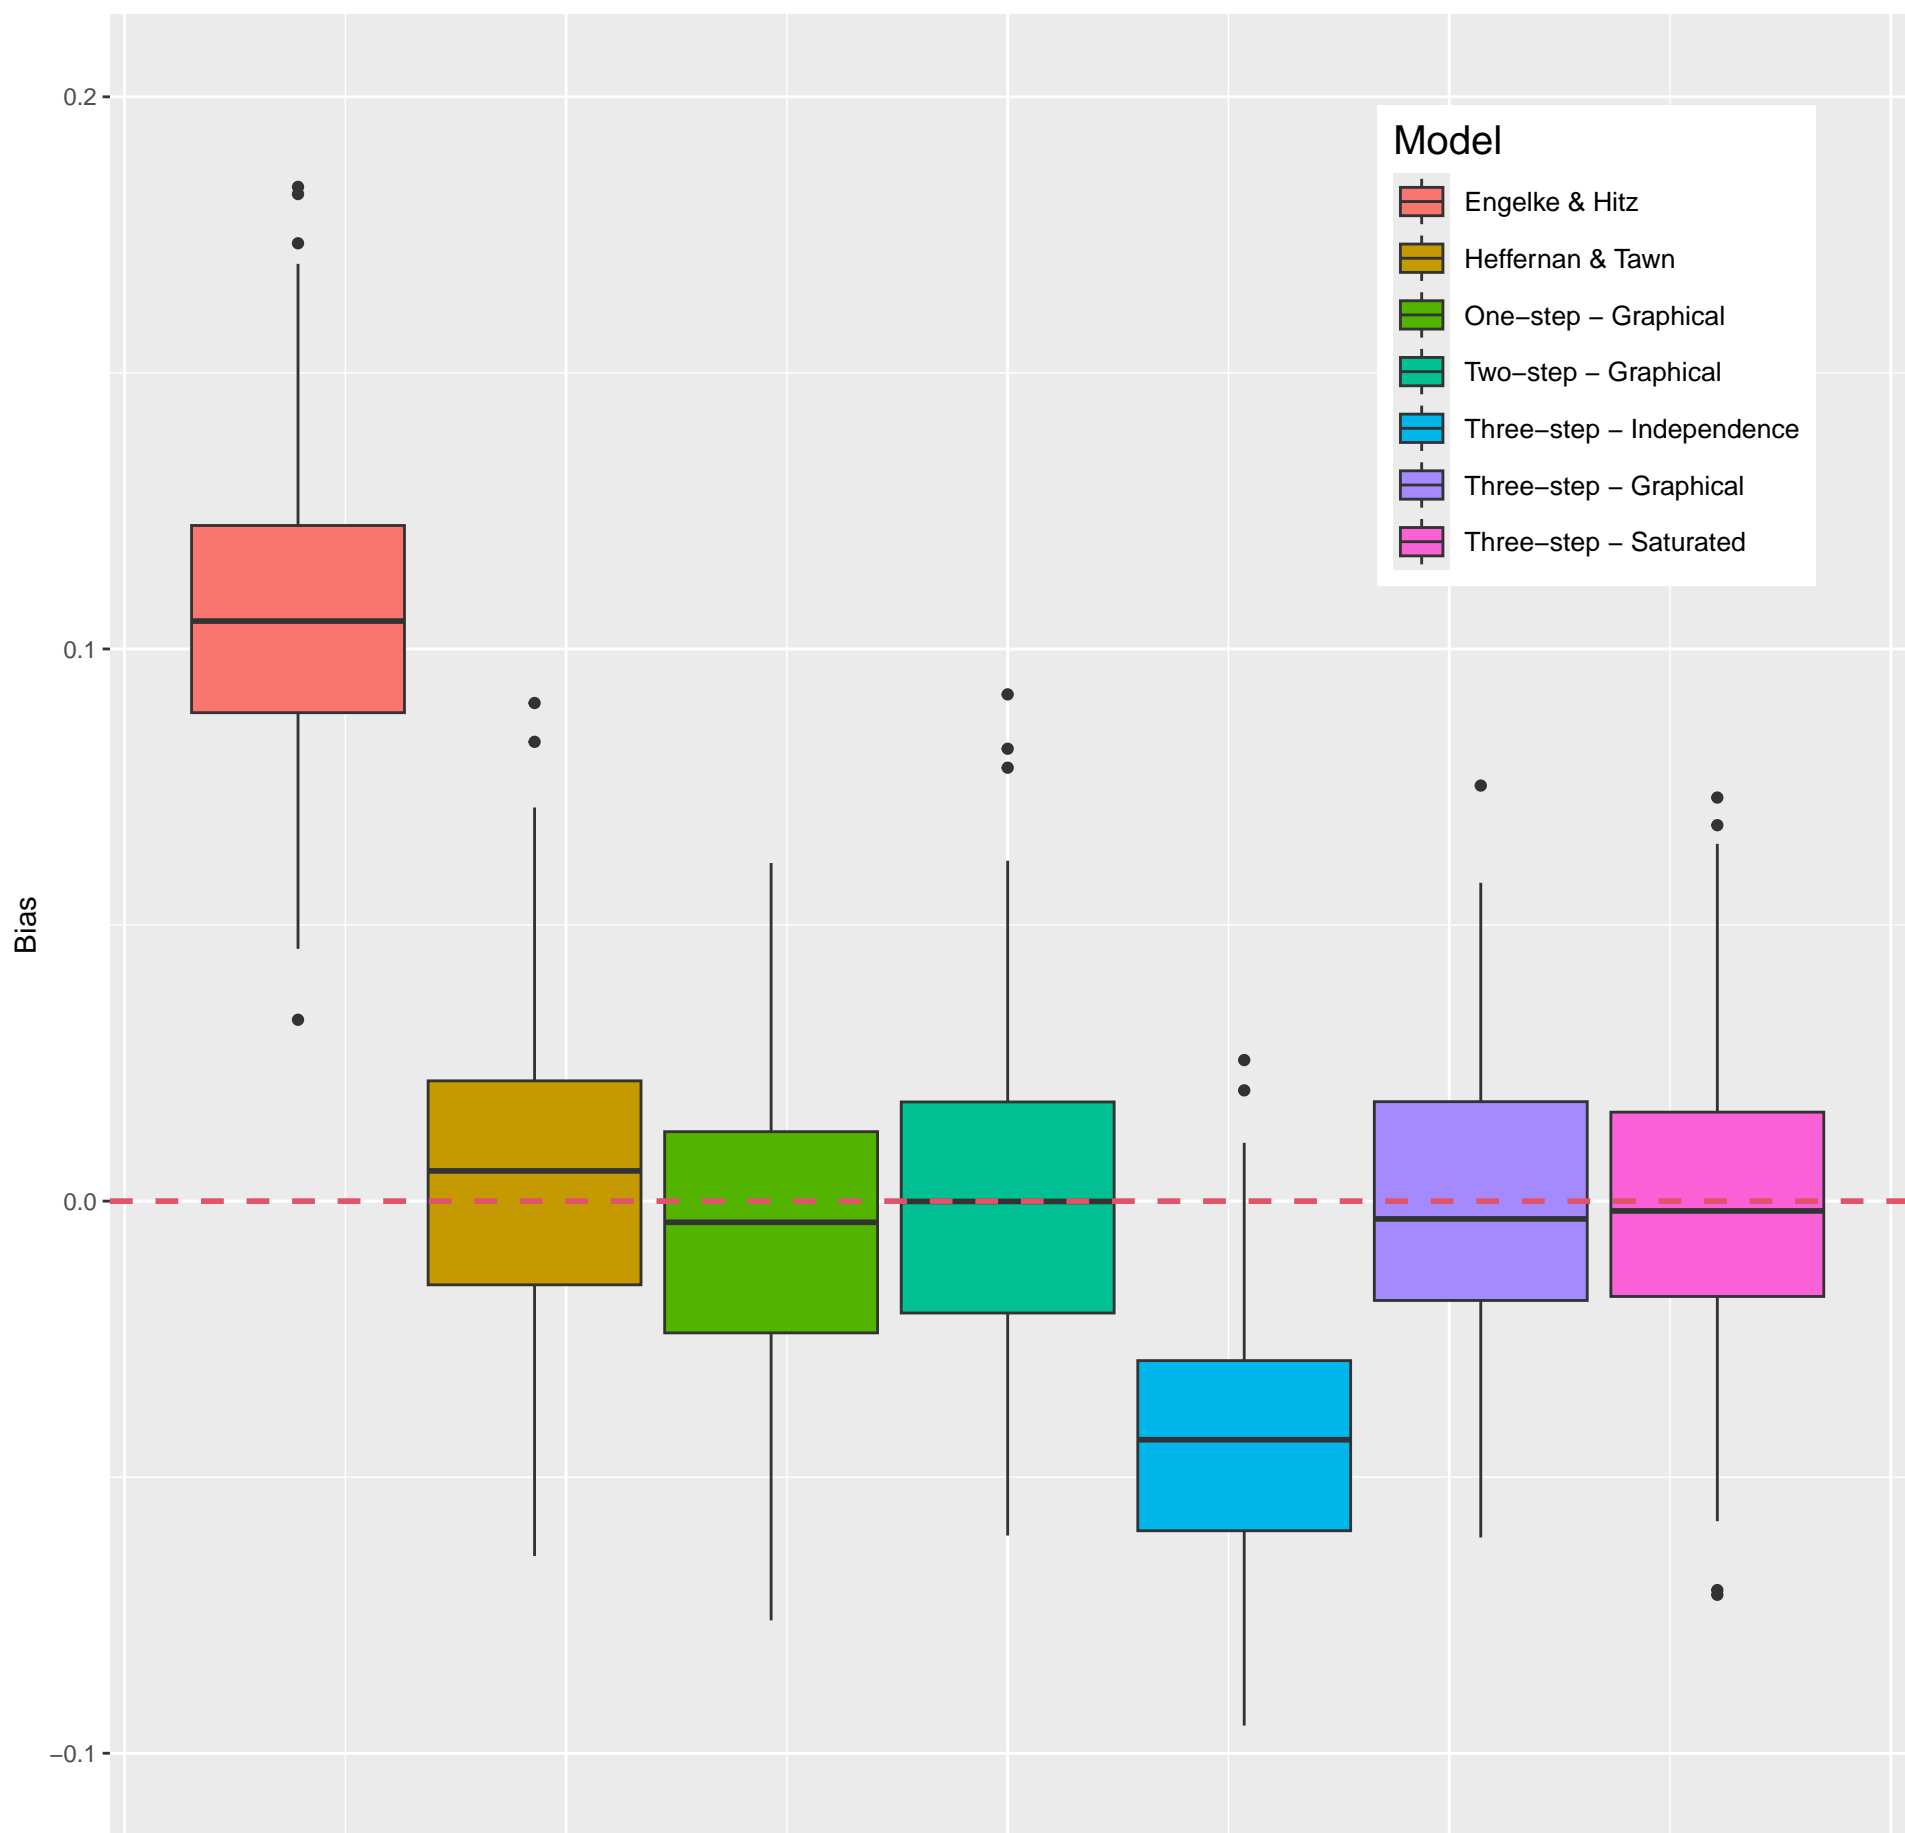 0.2
0.1
0.0
−0.1
Bias
Model
Engelke & Hitz
Heffernan & Tawn
One−step − Graphical
Two−step − Graphical
Three−step − Independence
Three−step − Graphical
Three−step − Saturated